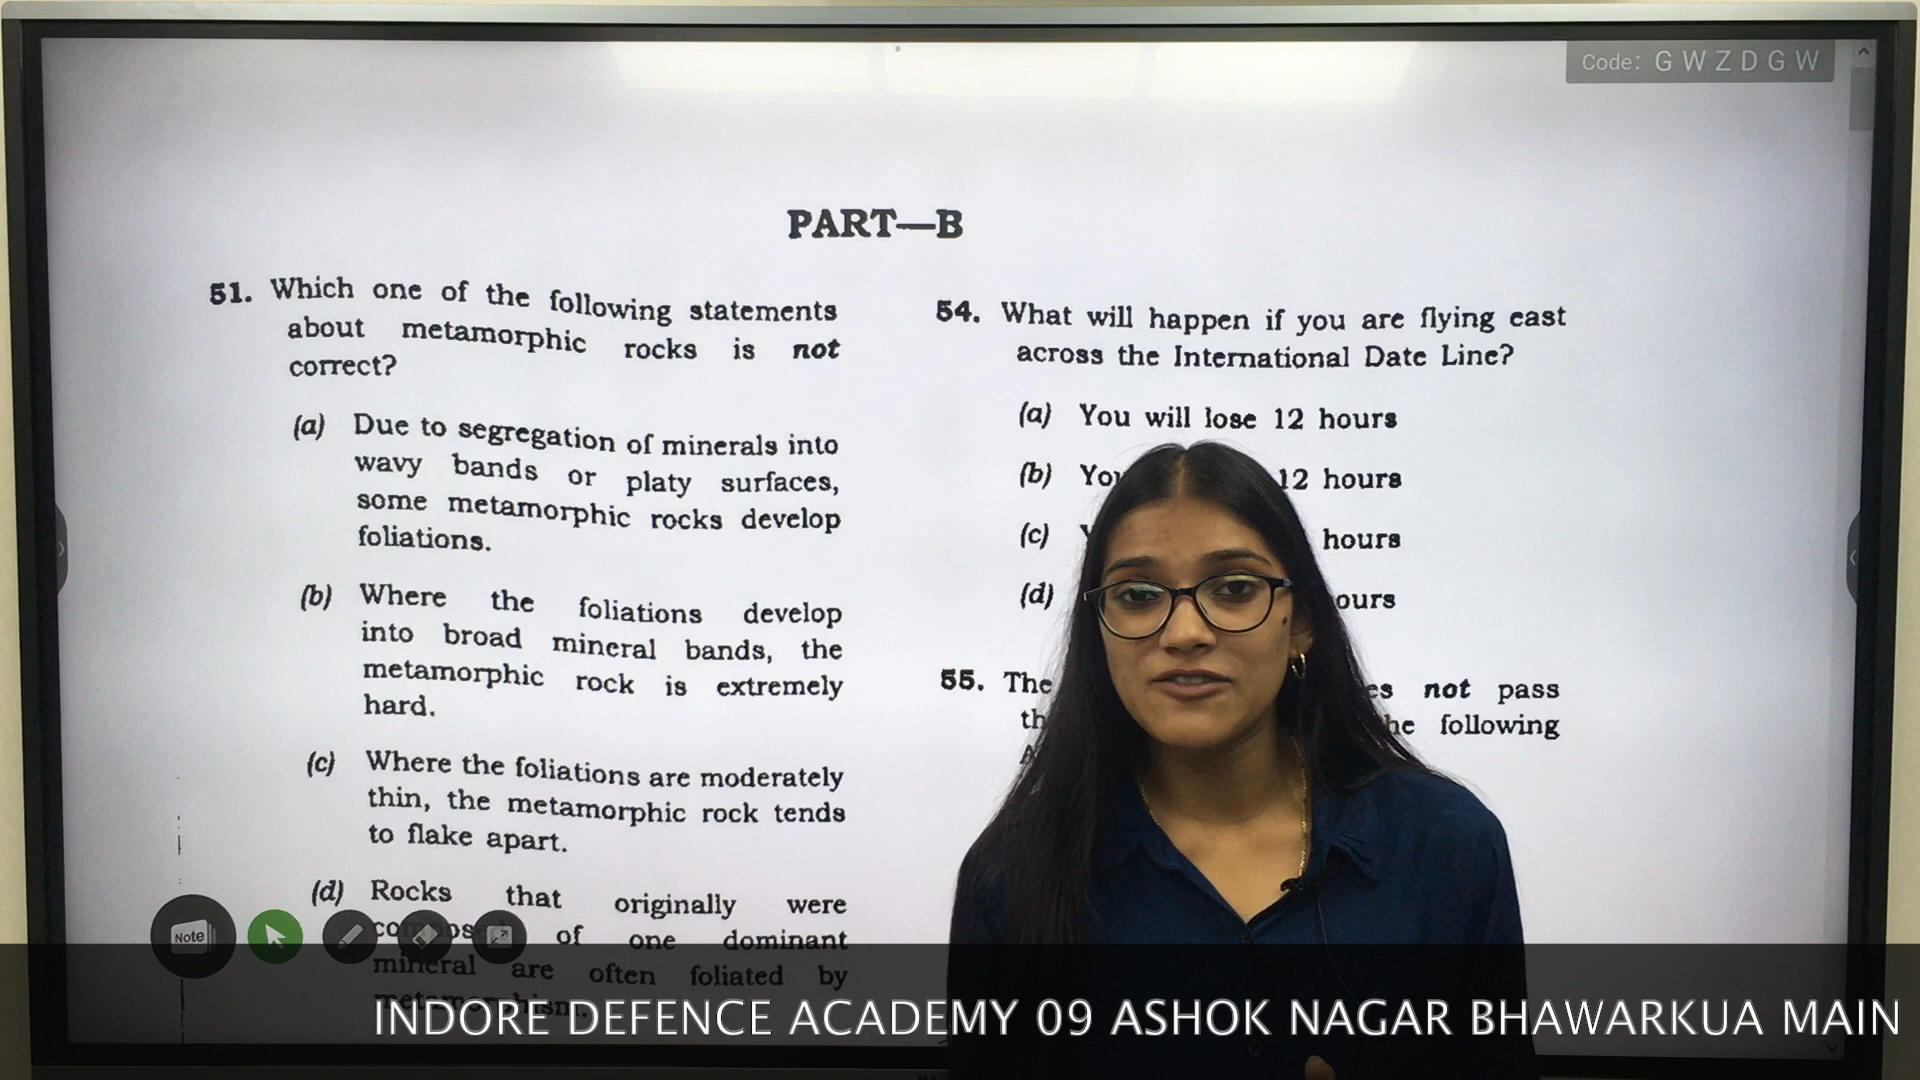 Code: G W Z D G W
PART—B
51. Which one of the following statements
about metamorphic rocks is not
correct?
(a) Due to segregation of minerals into
wavy bands or platy surfaces,
some metamorphic rocks develop
foliations.
(b) Where the foliations develop
into broad mineral bands, the
metamorphic rock is extremely
hard.
(c) Where the foliations are moderately
thin, the metamorphic rock tends
to flake apart.
(d) Rocks that originally were
of one dominant
mineral are often foliated by
54. What will happen if you are flying east
across the International Date Line?
(a) You will lose 12 hours
(b) 12 hours
(c) hours
(d)
55. The not pass
following
Note
INDORE DEFENCE ACADEMY 09 ASHOK NAGAR BHAWARKUA MAIN